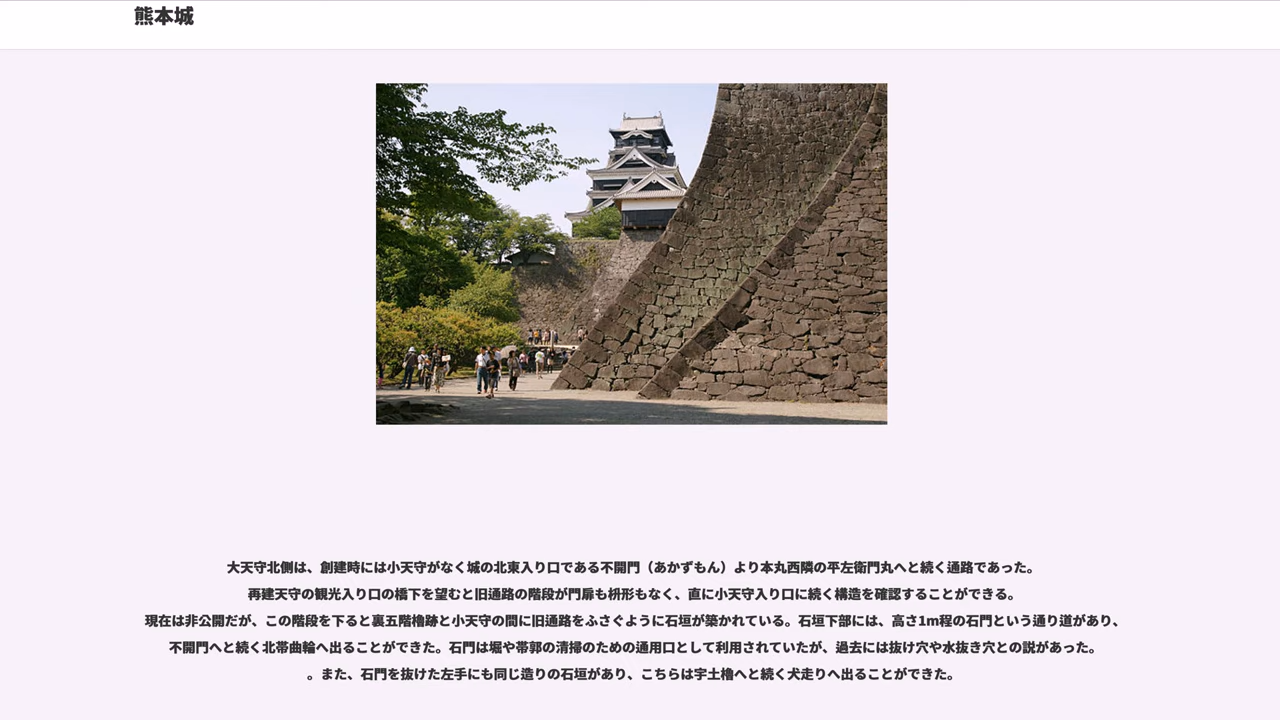 熊本城
大天守北側は、創建時には小天守がなく城の北東入り口である不開門（あかずもん）より本丸西隣の平左衛門丸へと続く通路であった。
再建天守の観光入り口の橋下を望むと旧通路の階段が門扉も枡形もなく、直に小天守入り口に続く構造を確認することができる。
現在は非公開だが、この階段を下ると裏五階櫓跡と小天守の間に旧通路をふさぐように石垣が築かれている。石垣下部には、高さ1m程の石門という通り道があり、
不開門へと続く北帯曲輪へ出ることができた。石門は堀や帯郭の清掃のための通用口として利用されていたが、過去には抜け穴や水抜き穴との説があった。
。また、石門を抜けた左手にも同じ造りの石垣があり、こちらは宇土櫓へと続く犬走りへ出ることができた。